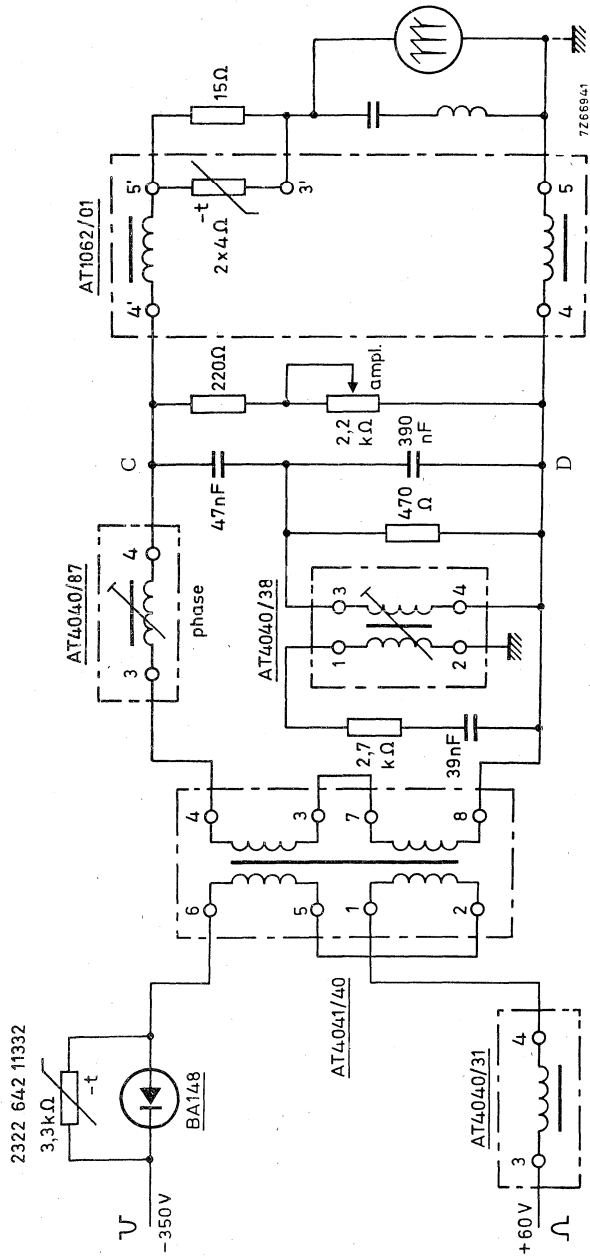 2322 642 11332
3,3kΩ
-t
BA148
-350V
+60V
AT4040/31
3
4
AT4041/40
6
5
1
2
4
3
7
8
AT4040/87
3
4
phase
2,7
kΩ
39nF
AT4040/38
1
3
2
4
470
Ω
C
47nF
390
nF
D
220Ω
2,2
kΩ
ampl.
AT1062/01
4'
5'
-t
2x4Ω
3'
4
5
15Ω
7Z66941